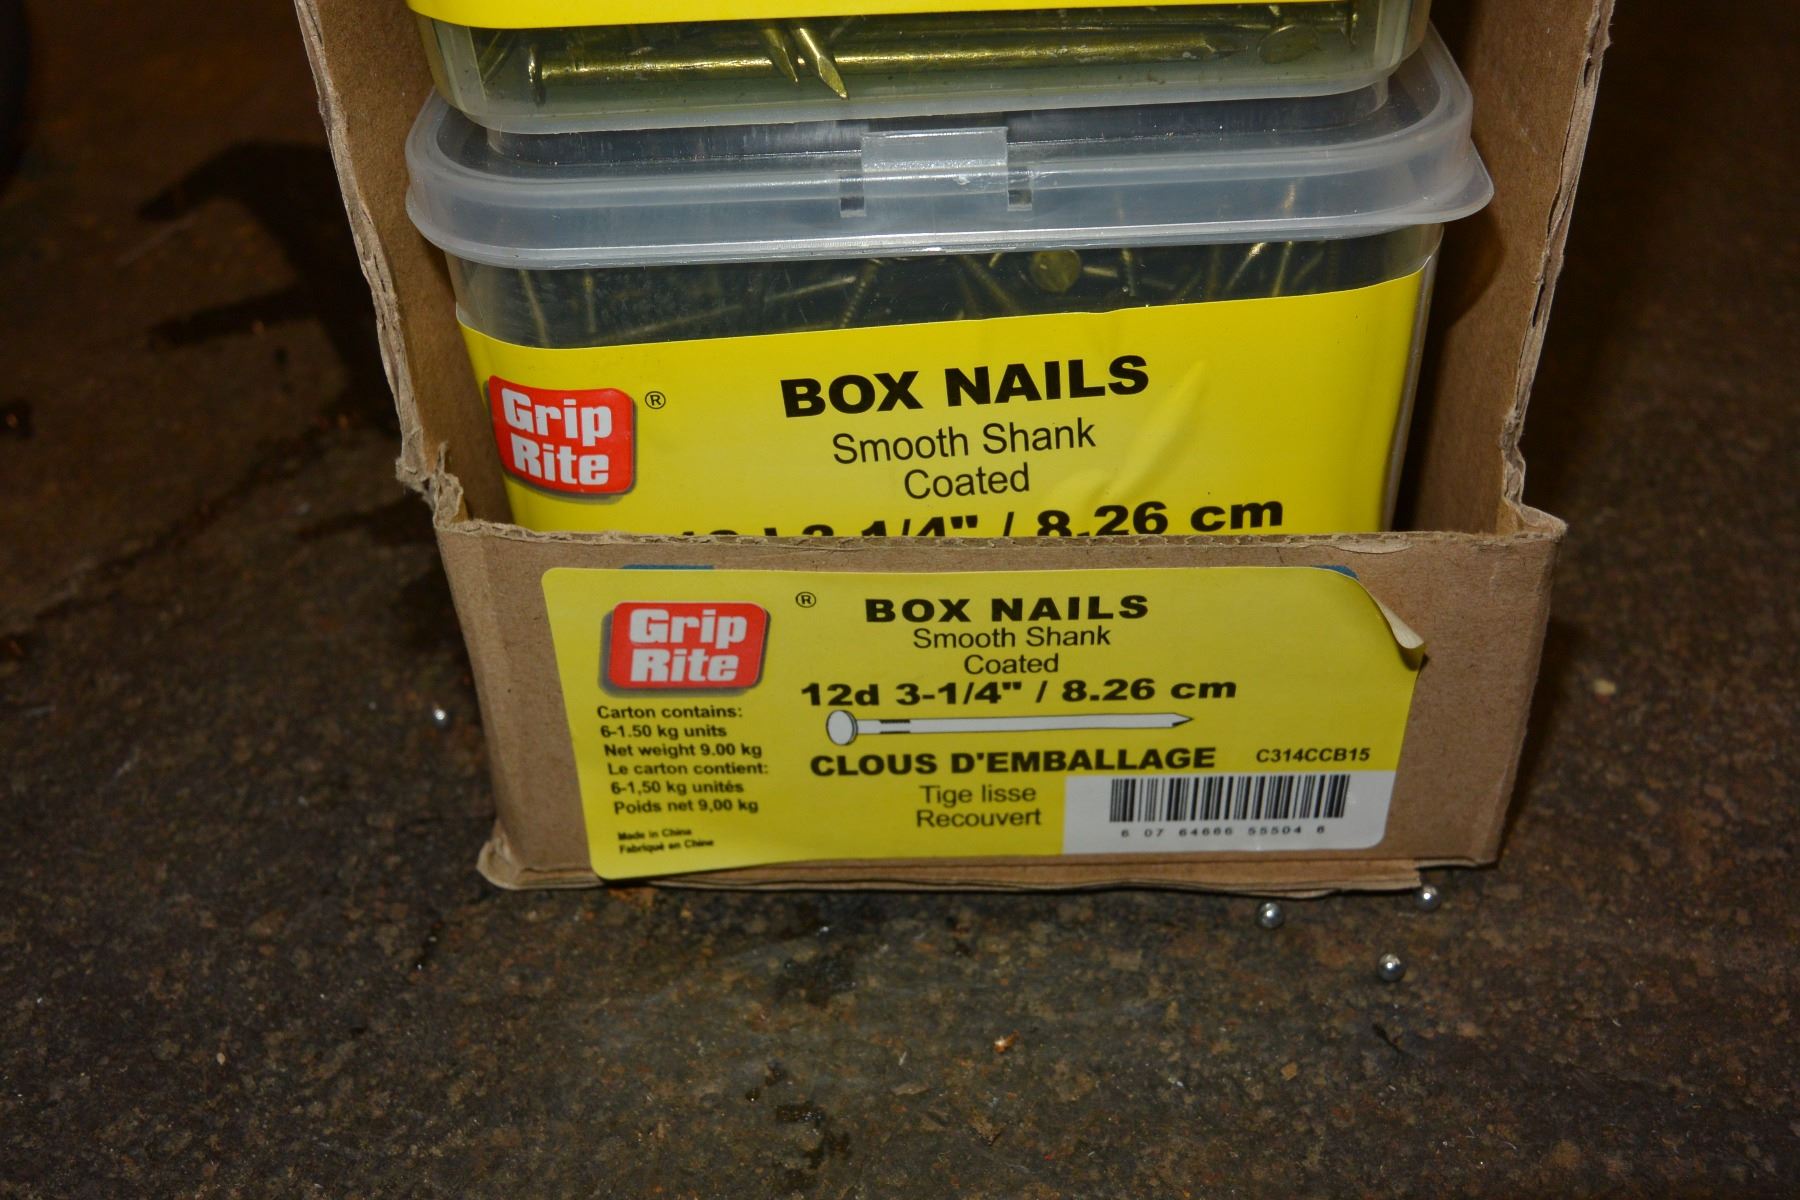 Grip
Rite
®
BOX NAILS
Smooth Shank
Coated
3-1/4" / 8.26 cm
Grip
Rite
®
BOX NAILS
Smooth Shank
Coated
12d 3-1/4" / 8.26 cm
CLOUS D'EMBALLAGE
Tige lisse
Recouvert
Carton contains:
6-1.50 kg units
Net weight 9.00 kg
Le carton contient:
6-1,50 kg unités
Poids net 9,00 kg
Made in China
Fabriqué en Chine
C314CCB15
6 07 64666 55504 6